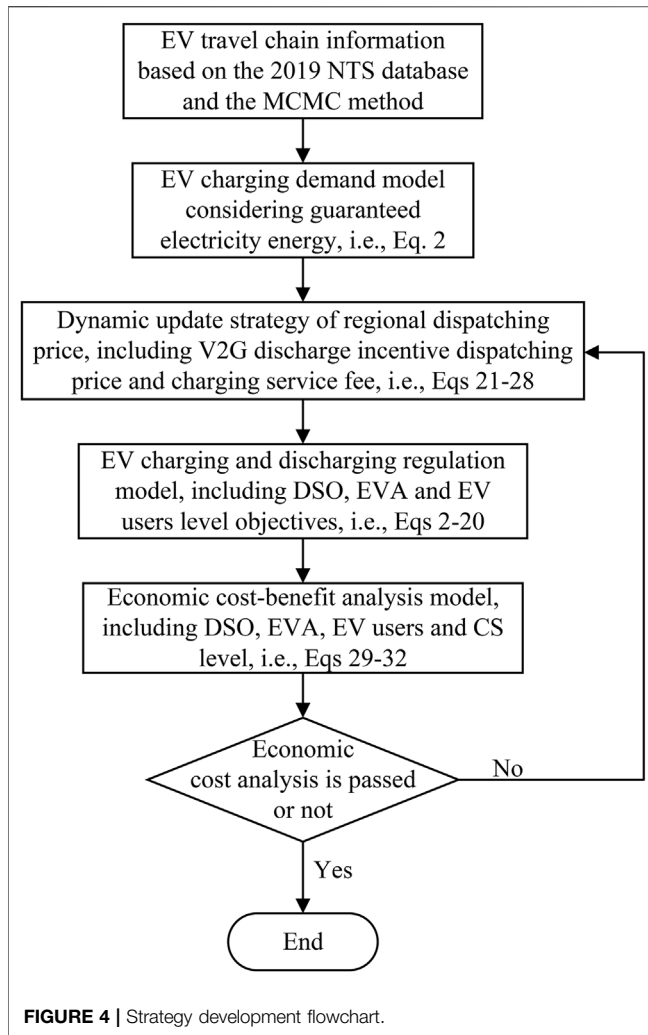 EV travel chain information
based on the 2019 NTS database
and the MCMC method
EV charging demand model
considering guaranteed
electricity energy, i.e., Eq. 2
Dynamic update strategy of regional dispatching
price, including V2G discharge incentive dispatching
price and charging service fee, i.e., Eqs 21-28
EV charging and discharging regulation
model, including DSO, EVA and EV
users level objectives, i.e., Eqs 2-20
Economic cost-benefit analysis model,
including DSO, EVA, EV users and CS
level, i.e., Eqs 29-32
Economic
cost analysis is passed
or not
No
Yes
End
FIGURE 4 | Strategy development flowchart.